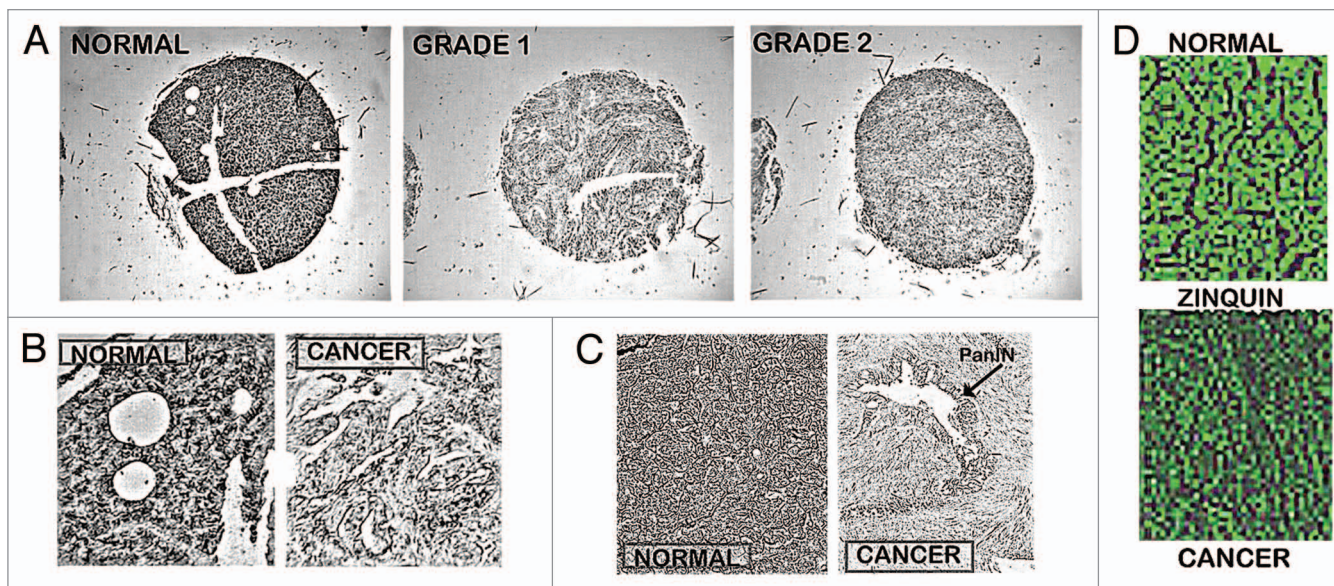 A
NORMAL
GRADE 1
GRADE 2
B
NORMAL
CANCER
C
NORMAL
PanIN
CANCER
D
NORMAL
ZINQUIN
CANCER